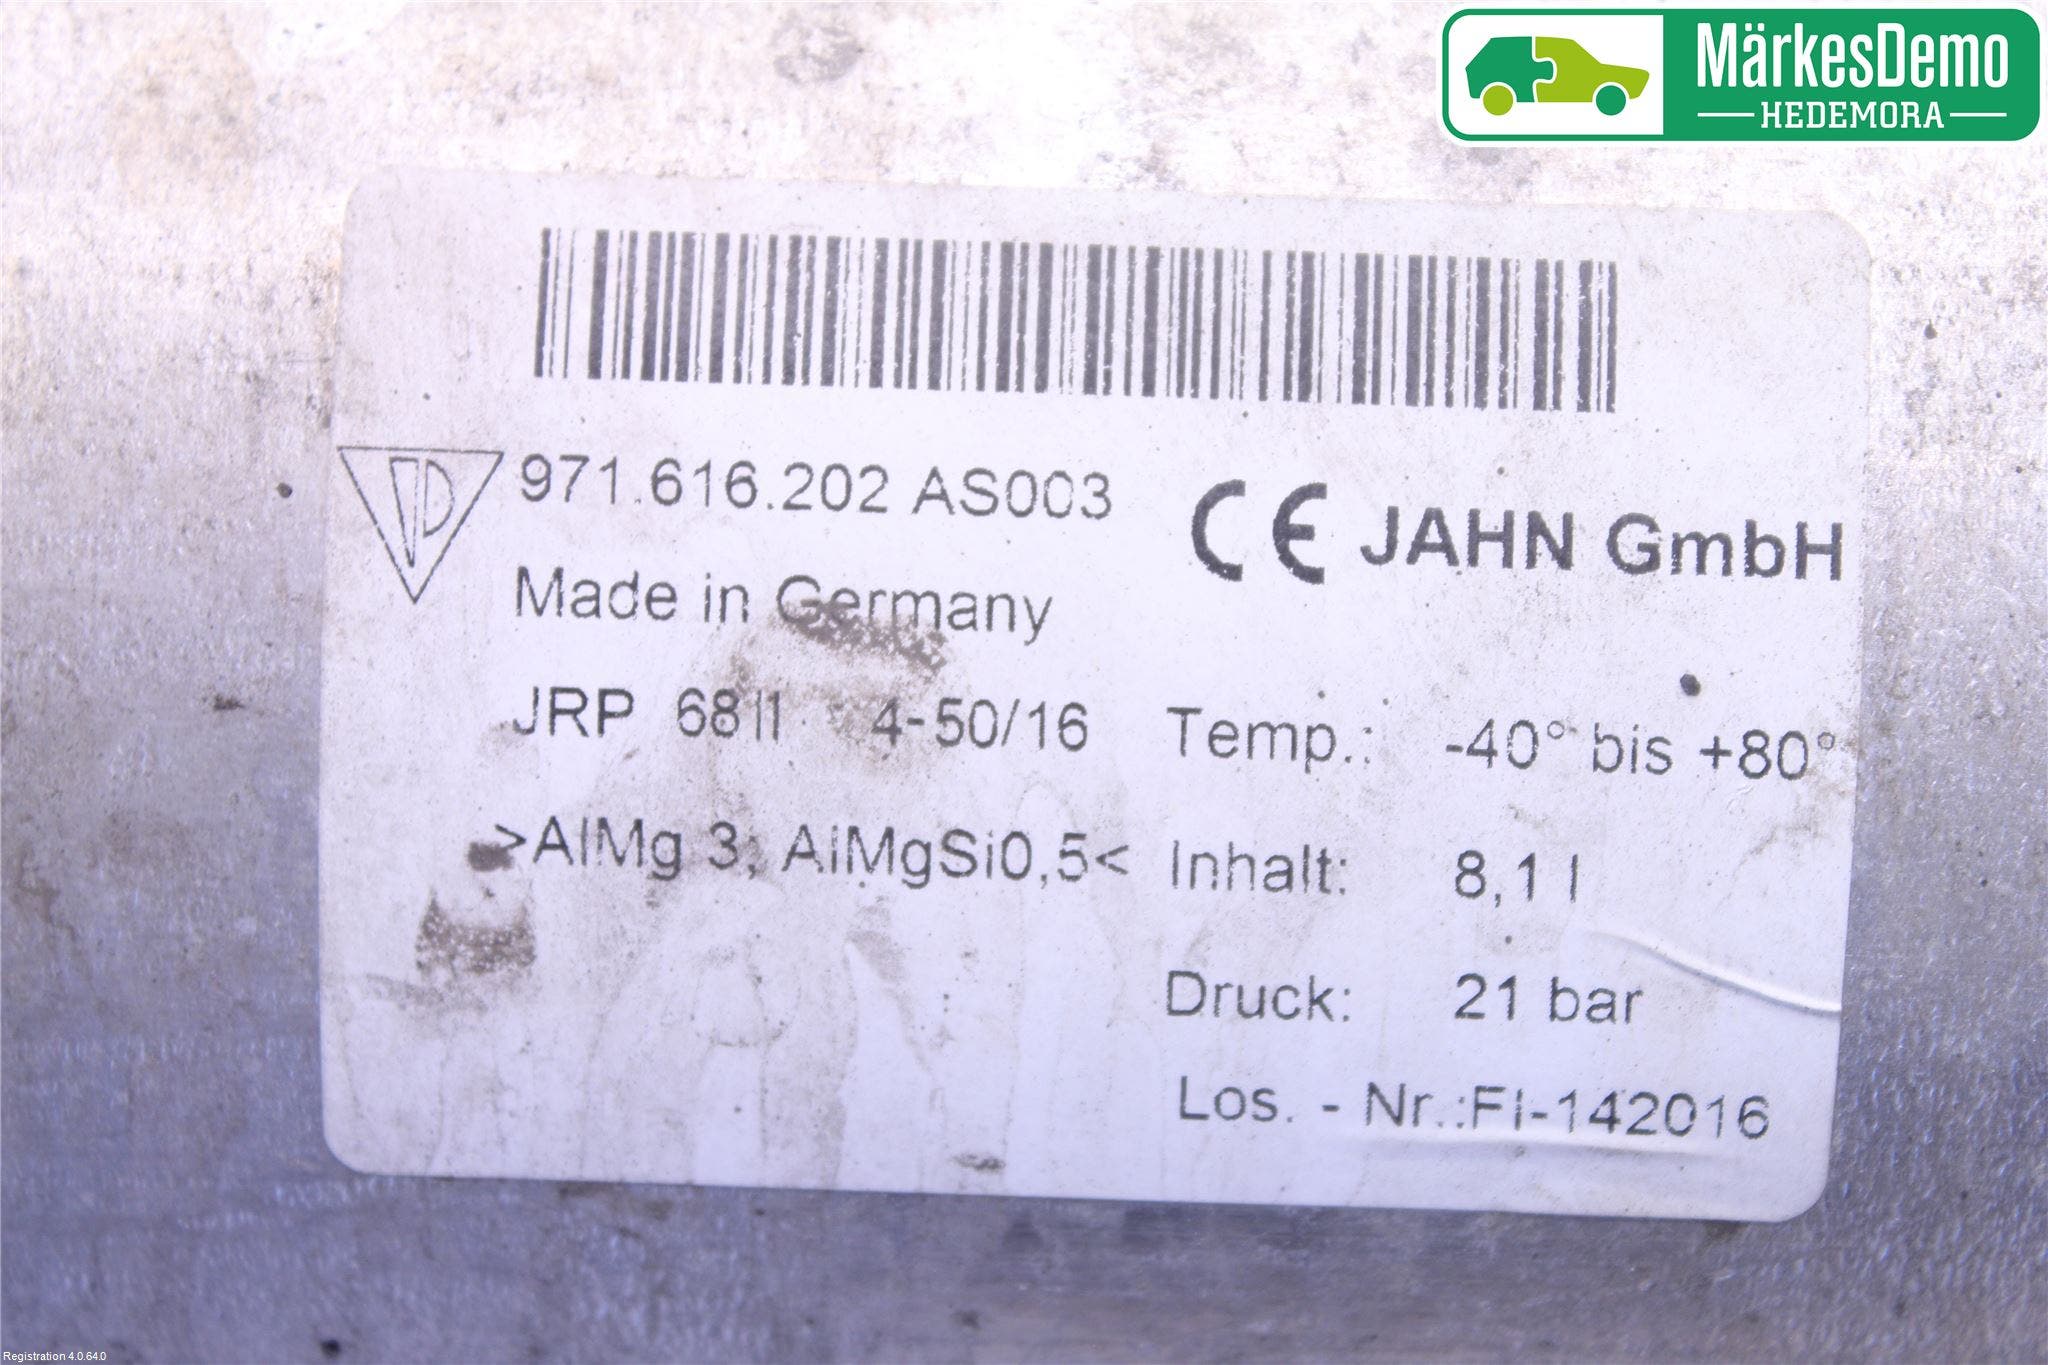 MärkesDemo
HEDEMORA
971.616.202 AS003
CE JAHN GmbH
Made in Germany
JRP 68 II 4-50/16
Temp.: -40° bis +80°
>AlMg 3; AlMgSi0,5<
Inhalt: 8,1 l
Druck: 21 bar
Los. - Nr.:FI-142016
Registration 4.0.64.0